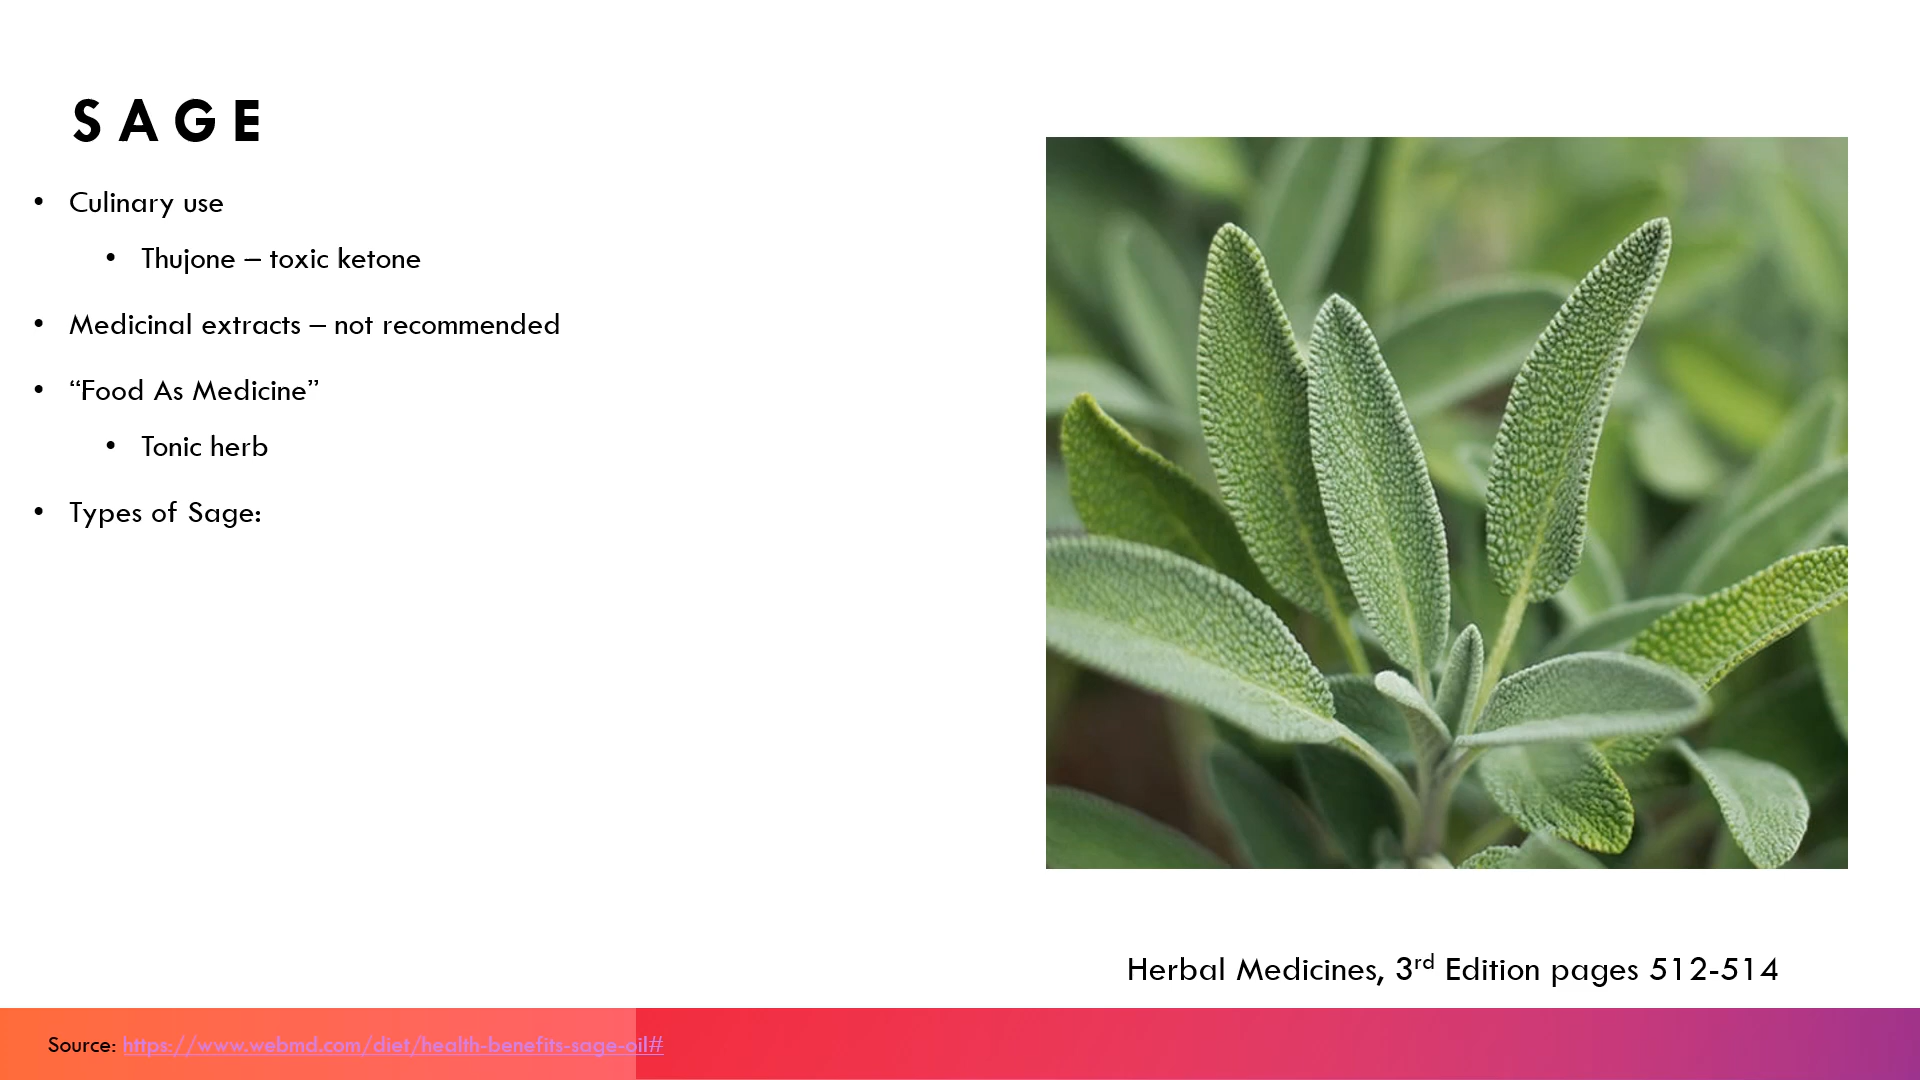 SAGE
• Culinary use
• Thujone – toxic ketone
• Medicinal extracts – not recommended
• “Food As Medicine”
• Tonic herb
• Types of Sage:
Herbal Medicines, 3rd Edition pages 512-514
Source: https://www.webmd.com/diet/health-benefits-sage-oil#